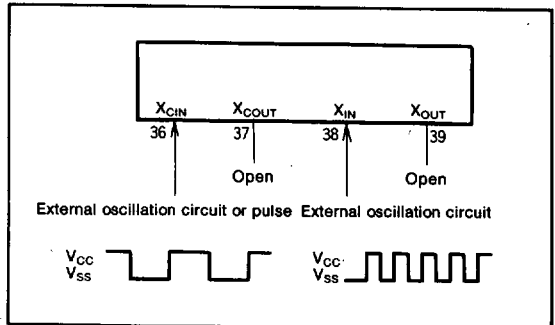 XCIN XCOUT XIN XOUT
36 37 38 39
Open Open
External oscillation circuit or pulse External oscillation circuit
VCC VCC
VSS VSS